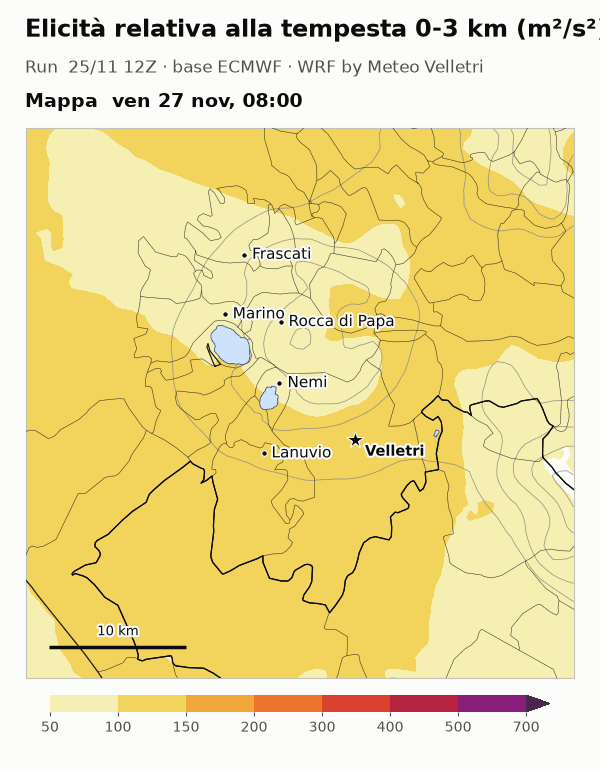 Elicità relativa alla tempesta 0-3 km (m²/s²)
Run 25/11 12Z · base ECMWF · WRF by Meteo Velletri
Mappa ven 27 nov, 08:00
Frascati
Marino
Rocca di Papa
Nemi
Velletri
Lanuvio
10 km
50 100 150 200 300 400 500 700